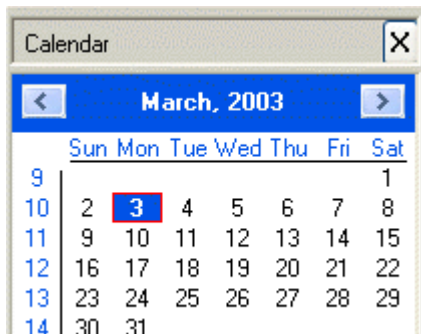 Calendar
March, 2003
Sun Mon Tue Wed Thu Fri Sat
9 1
10 2 3 4 5 6 7 8
11 9 10 11 12 13 14 15
12 16 17 18 19 20 21 22
13 23 24 25 26 27 28 29
14 30 31